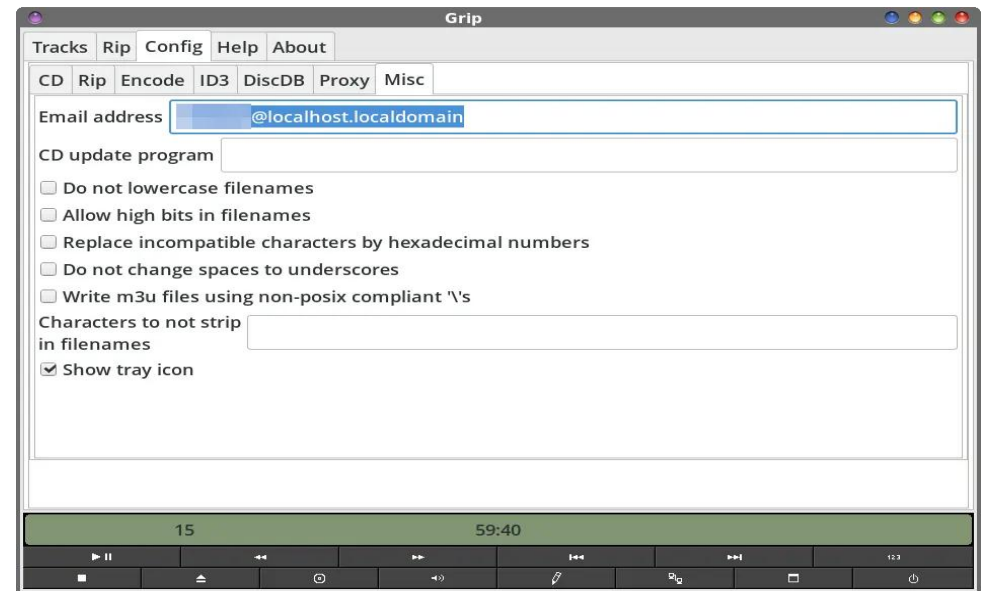 Grip
Tracks Rip Config Help About
CD Rip Encode ID3 DiscDB Proxy Misc
Email address @localhost.localdomain
CD update program
Do not lowercase filenames
Allow high bits in filenames
Replace incompatible characters by hexadecimal numbers
Do not change spaces to underscores
Write m3u files using non-posix compliant '\'s
Characters to not strip
in filenames
Show tray icon
15 59:40
123